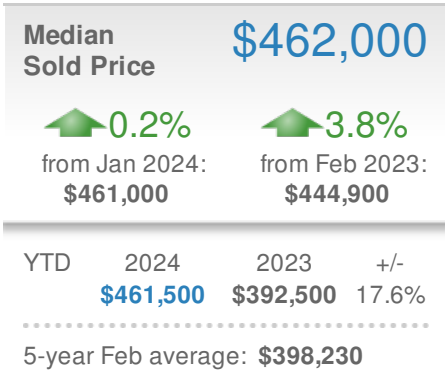 Median
Sold Price
$462,000
0.2%
3.8%
from Jan 2024:
from Feb 2023:
$461,000
$444,900
YTD 2024 2023 +/-
$461,500 $392,500 17.6%
5-year Feb average: $398,230